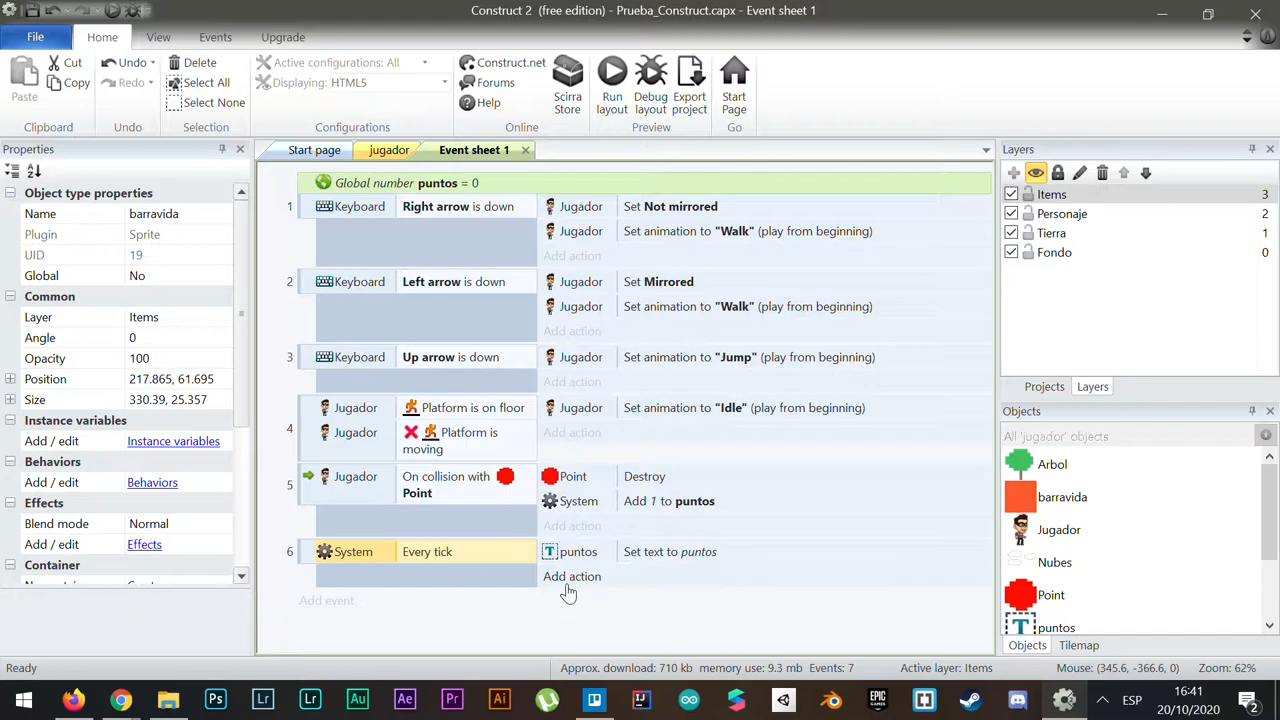 Construct 2 (free edition) - Prueba_Construct.capx - Event sheet 1
File Home View Events Upgrade
Paste
Cut
Copy
Clipboard
Undo
Redo
Undo
Delete
Select All
Select None
Selection
Active configurations: All
Displaying: HTML5
Configurations
Construct.net
Forums
Help
Scirra Store
Online
Run layout
Debug layout
Export project
Preview
Start Page
Go
Properties
Object type properties
Name barravida
Plugin Sprite
UID 19
Global No
Common
Layer Items
Angle 0
Opacity 100
Position 217.865, 61.695
Size 330.39, 25.357
Instance variables
Add / edit Instance variables
Behaviors
Add / edit Behaviors
Effects
Blend mode Normal
Add / edit Effects
Container
Start page jugador Event sheet 1
Global number puntos = 0
1 Keyboard Right arrow is down Jugador Set Not mirrored
Jugador Set animation to "Walk" (play from beginning)
Add action
2 Keyboard Left arrow is down Jugador Set Mirrored
Jugador Set animation to "Walk" (play from beginning)
Add action
3 Keyboard Up arrow is down Jugador Set animation to "Jump" (play from beginning)
Add action
4 Jugador Platform is on floor Jugador Set animation to "Idle" (play from beginning)
Jugador Platform is moving Add action
5 Jugador On collision with Point Point Destroy
System Add 1 to puntos
Add action
6 System Every tick puntos Set text to puntos
Add action
Add event
Layers
Items 3
Personaje 2
Tierra 1
Fondo 0
Projects Layers
Objects
All 'jugador' objects
Arbol
barravida
Jugador
Nubes
Point
T puntos
Objects Tilemap
Ready Approx. download: 710 kb memory use: 9.3 mb Events: 7 Active layer: Items Mouse: (345.6, -366.6, 0) Zoom: 62%
Ps Lr Lr Au Ae Pr Ai EPIC GAMES ESP 16:41
20/10/2020 2